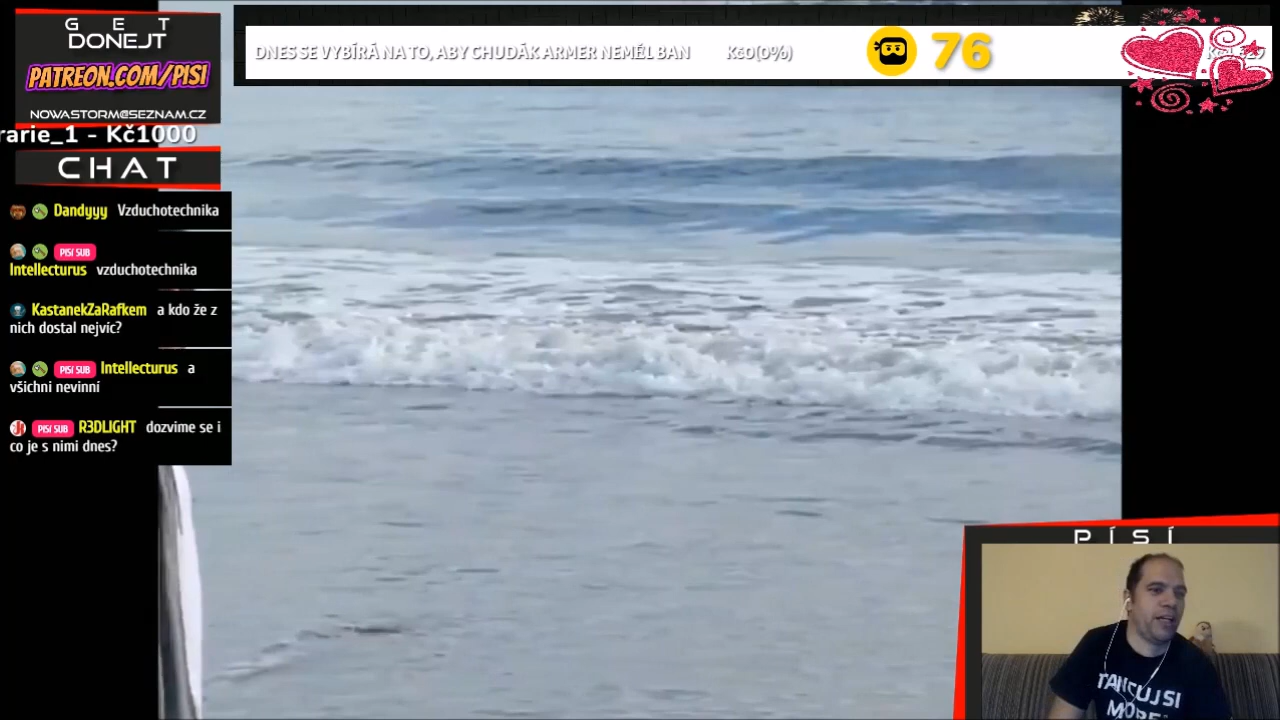 GET
DONEJT
PATREON.COM/PISI
NOWASTORM@SEZNAM.CZ
rarie_1 - Kč1000
CHAT
DNES SE VYBÍRÁ NA TO, ABY CHUDÁK ARMER NEMĚL BAN Kč0(0%)
76
Dandyyy Vzduchotechnika
PISI SUB
Intellecturus vzduchotechnika
KastanekZaRafkem a kdo že z
nich dostal nejvíc?
PISI SUB Intellecturus a
všichni nevinní
PISI SUB R3DLIGHT dozvime se i
co je s nimi dnes?
PÍSÍ
TANCUJ SI